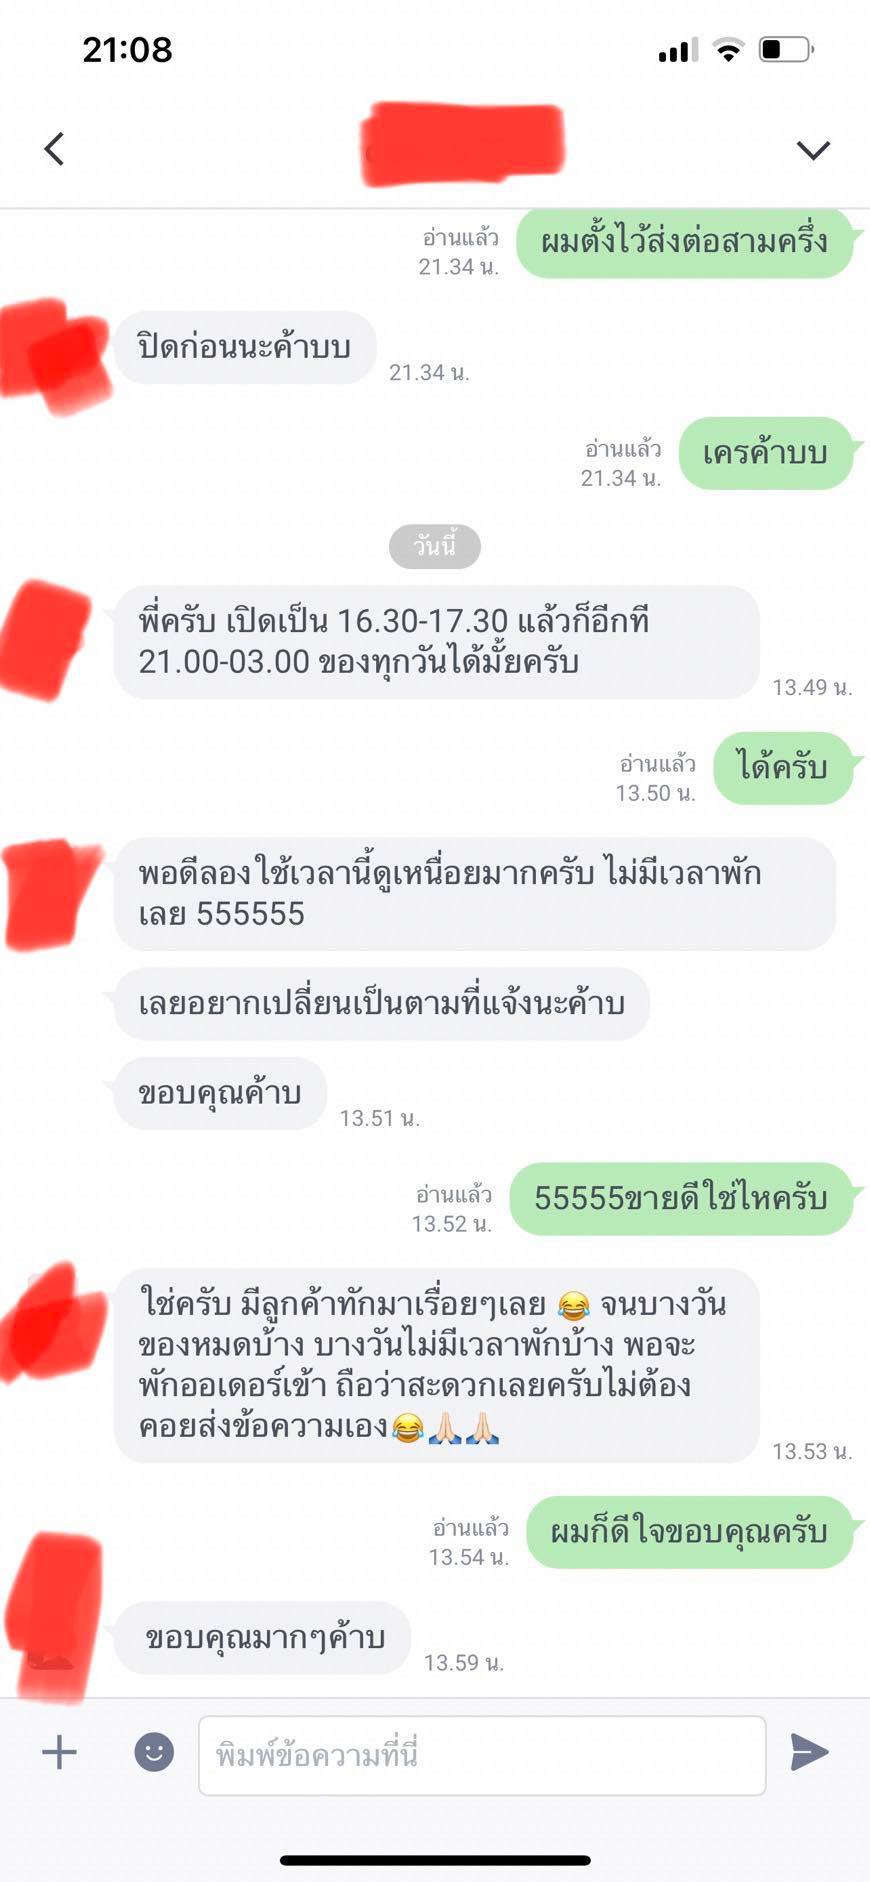 21:08
ผมตั้งไว้ส่งต่อสามครึ่ง
อ่านแล้ว
21.34 น.
ปิดก่อนนะค้าบบ
21.34 น.
เครค้าบบ
อ่านแล้ว
21.34 น.
วันนี้
พี่ครับ เปิดเป็น 16.30-17.30 แล้วก็อีกที
21.00-03.00 ของทุกวันได้มั้ยครับ
13.49 น.
ได้ครับ
อ่านแล้ว
13.50 น.
พอดีลองใช้เวลานี้ดูเหนื่อยมากครับ ไม่มีเวลาพัก
เลย 555555
เลยอยากเปลี่ยนเป็นตามที่แจ้งนะค้าบ
ขอบคุณค้าบ
13.51 น.
55555ขายดีใช่ไหครับ
อ่านแล้ว
13.52 น.
ใช่ครับ มีลูกค้าทักมาเรื่อยๆเลย 😂 จนบางวัน
ของหมดบ้าง บางวันไม่มีเวลาพักบ้าง พอจะ
พักออเดอร์เข้า ถือว่าสะดวกเลยครับไม่ต้อง
คอยส่งข้อความเอง😂🙏🏻🙏🏻
13.53 น.
ผมก็ดีใจขอบคุณครับ
อ่านแล้ว
13.54 น.
ขอบคุณมากๆค้าบ
13.59 น.
พิมพ์ข้อความที่นี่